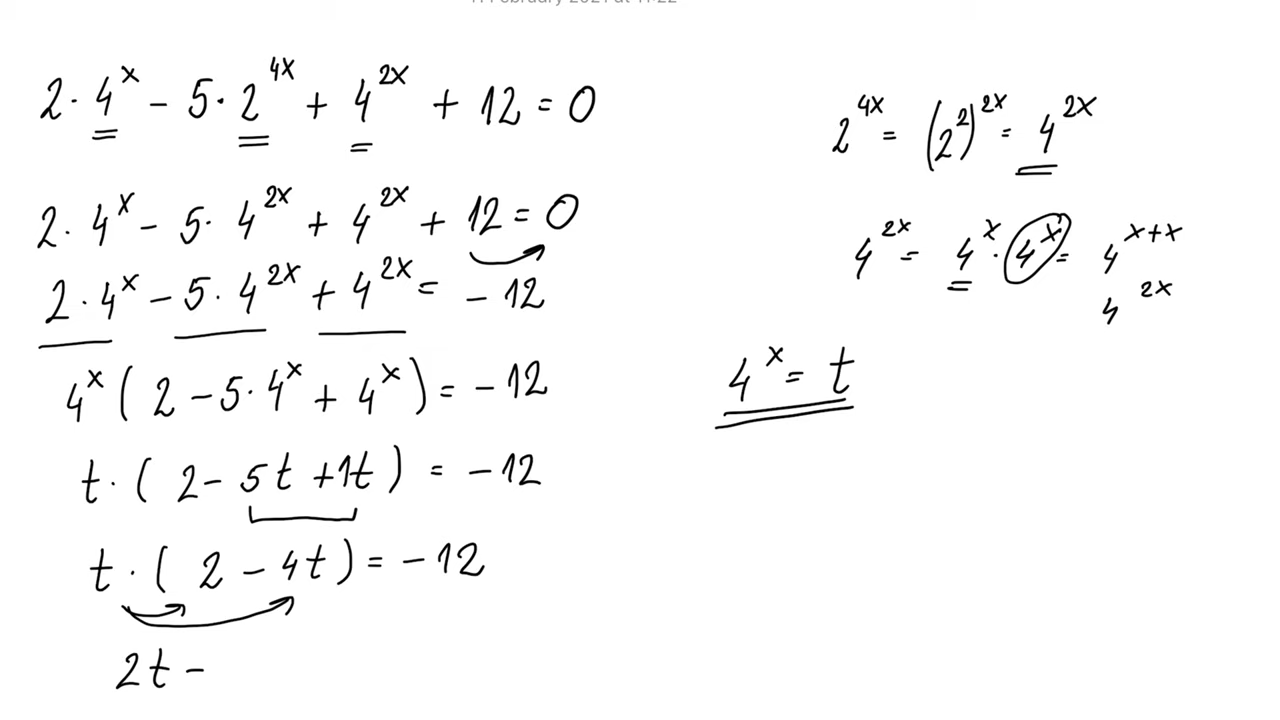 2 · 4^x - 5 · 2^{4x} + 4^{2x} + 12 = 0
2 · 4^x - 5 · 4^{2x} + 4^{2x} + 12 = 0
2 · 4^x - 5 · 4^{2x} + 4^{2x} = - 12
4^x ( 2 - 5 · 4^x + 4^x ) = - 12
t · ( 2 - 5t + 1t ) = - 12
t · ( 2 - 4t ) = - 12
2t -
2^{4x} = (2^2)^{2x} = 4^{2x}
4^{2x} = 4^x · 4^x = 4^{x+x}
4^{2x}
4^x = t